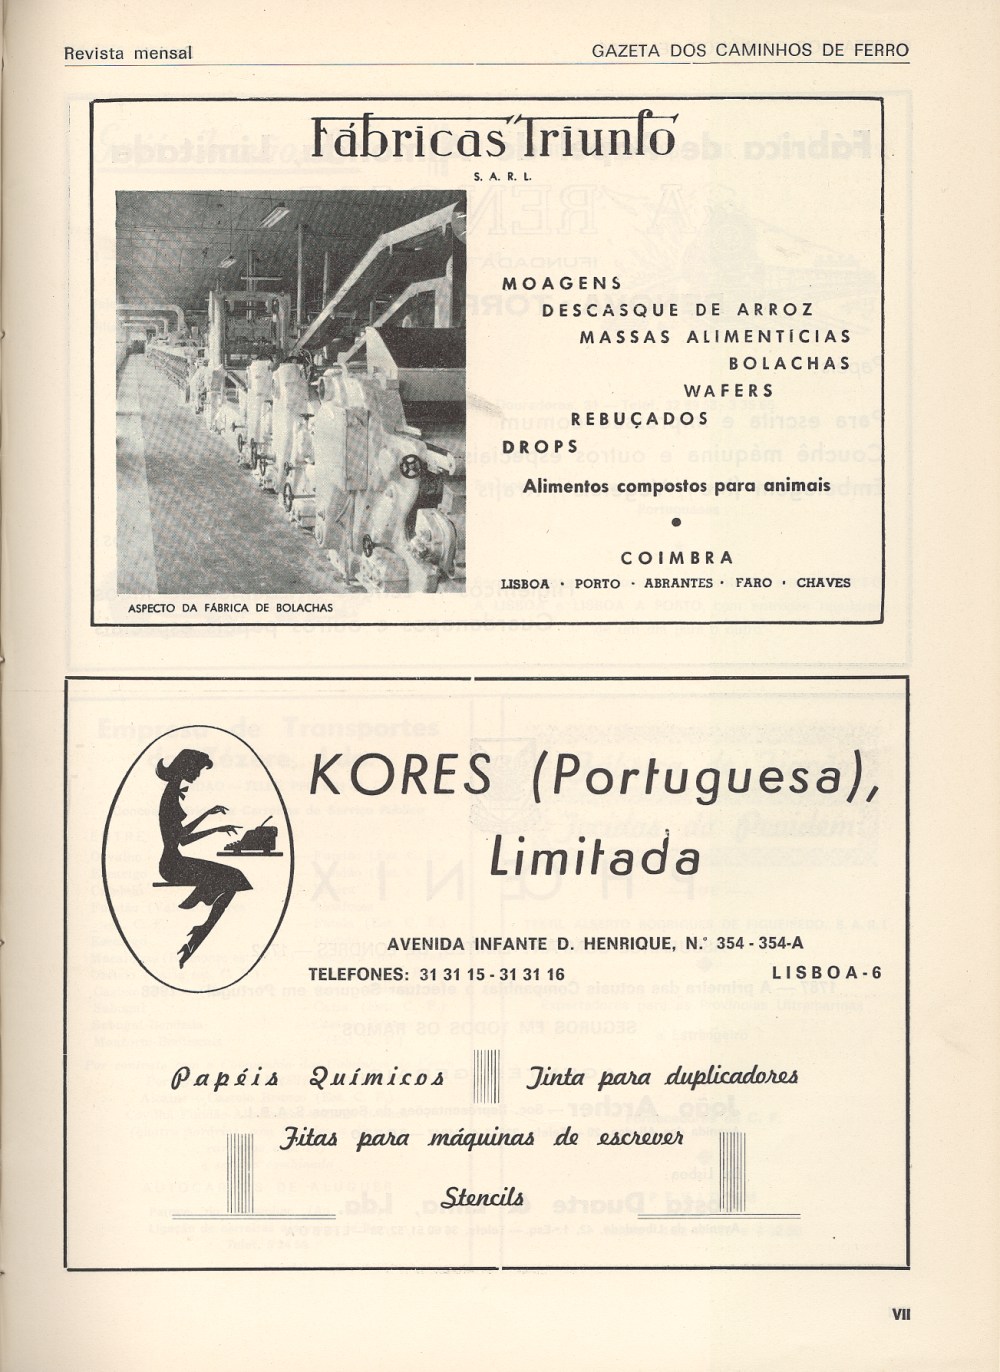 Revista mensal
GAZETA DOS CAMINHOS DE FERRO
Fábricas Triunfo
S. A. R. L.
MOAGENS
DESCASQUE DE ARROZ
MASSAS ALIMENTÍCIAS
BOLACHAS
WAFERS
REBUÇADOS
DROPS
Alimentos compostos para animais
COIMBRA
LISBOA · PORTO · ABRANTES · FARO · CHAVES
ASPECTO DA FÁBRICA DE BOLACHAS
KORES (Portuguesa),
Limitada
AVENIDA INFANTE D. HENRIQUE, N.º 354 - 354-A
TELEFONES: 31 31 15 - 31 31 16
LISBOA-6
Papéis Químicos
Tinta para duplicadores
Fitas para máquinas de escrever
Stencils
VII